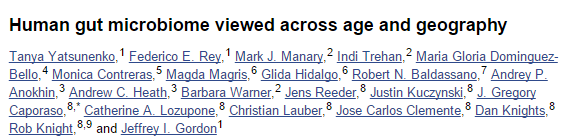 Human gut microbiome viewed across age and geography
Tanya Yatsunenko,1 Federico E. Rey,1 Mark J. Manary,2 Indi Trehan,2 Maria Gloria Dominguez-
Bello,4 Monica Contreras,5 Magda Magris,6 Glida Hidalgo,6 Robert N. Baldassano,7 Andrey P.
Anokhin,3 Andrew C. Heath,3 Barbara Warner,2 Jens Reeder,8 Justin Kuczynski,8 J. Gregory
Caporaso,8,* Catherine A. Lozupone,8 Christian Lauber,8 Jose Carlos Clemente,8 Dan Knights,8
Rob Knight,8,9 and Jeffrey I. Gordon1